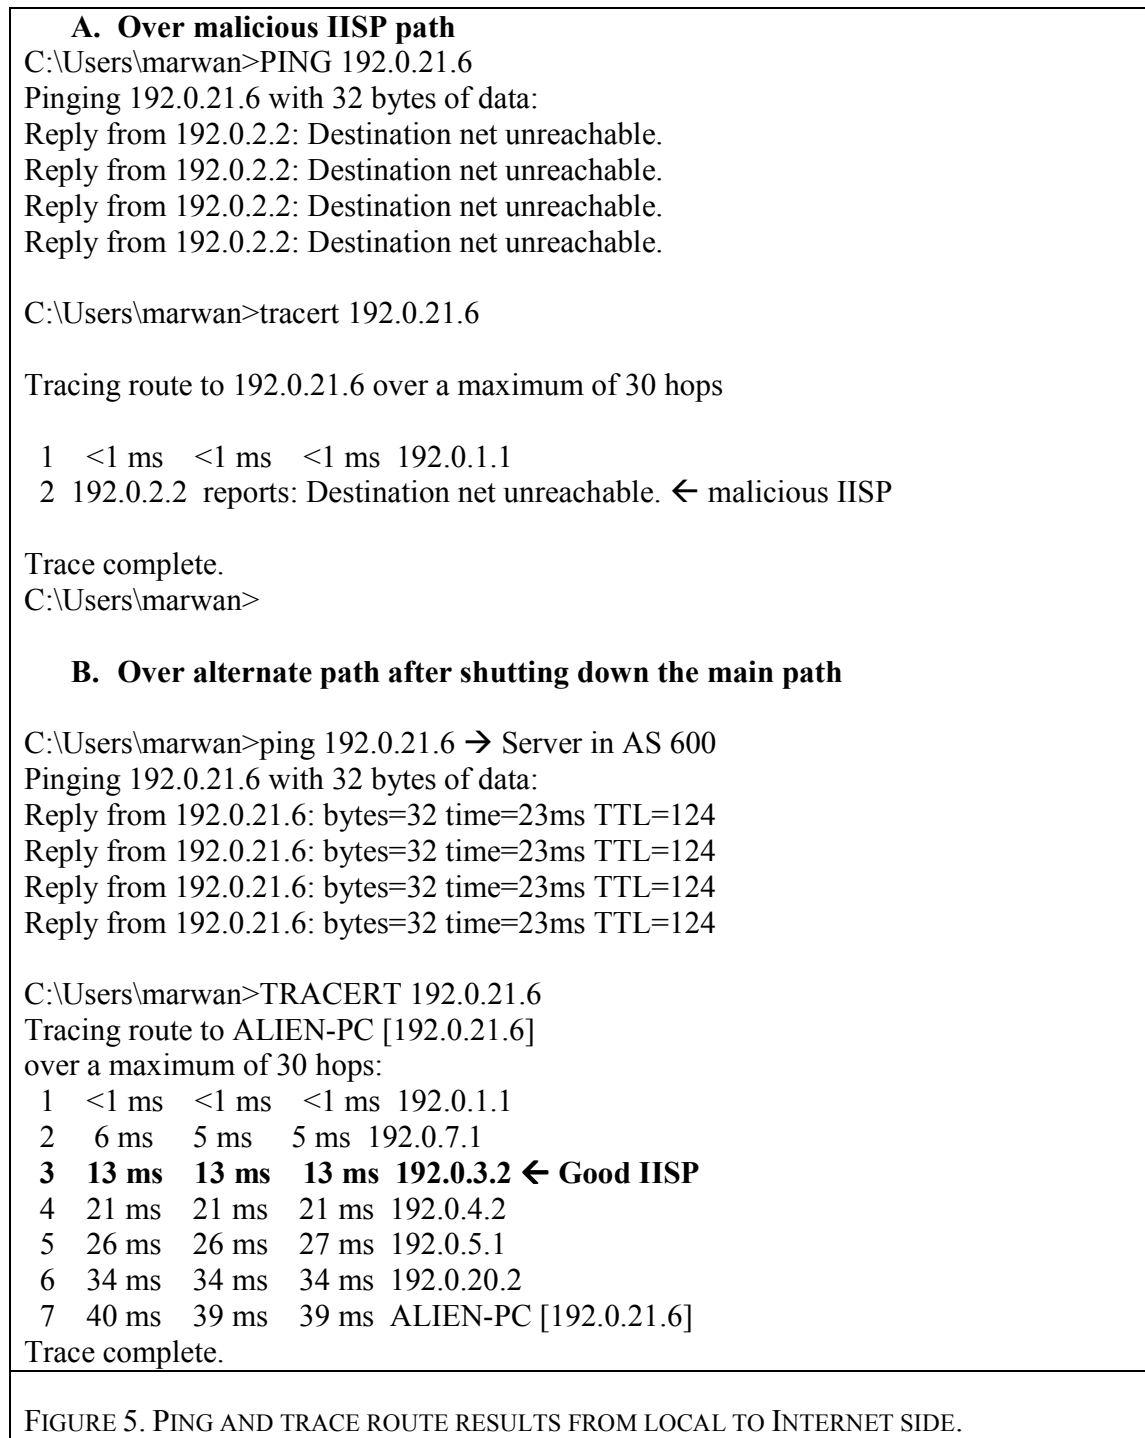 A. Over malicious IISP path
C:\Users\marwan>PING 192.0.21.6
Pinging 192.0.21.6 with 32 bytes of data:
Reply from 192.0.2.2: Destination net unreachable.
Reply from 192.0.2.2: Destination net unreachable.
Reply from 192.0.2.2: Destination net unreachable.
Reply from 192.0.2.2: Destination net unreachable.
C:\Users\marwan>tracert 192.0.21.6
Tracing route to 192.0.21.6 over a maximum of 30 hops
1 <1 ms <1 ms <1 ms 192.0.1.1
2 192.0.2.2 reports: Destination net unreachable. ← malicious IISP
Trace complete.
C:\Users\marwan>
B. Over alternate path after shutting down the main path
C:\Users\marwan>ping 192.0.21.6 → Server in AS 600
Pinging 192.0.21.6 with 32 bytes of data:
Reply from 192.0.21.6: bytes=32 time=23ms TTL=124
Reply from 192.0.21.6: bytes=32 time=23ms TTL=124
Reply from 192.0.21.6: bytes=32 time=23ms TTL=124
Reply from 192.0.21.6: bytes=32 time=23ms TTL=124
C:\Users\marwan>TRACERT 192.0.21.6
Tracing route to ALIEN-PC [192.0.21.6]
over a maximum of 30 hops:
1 <1 ms <1 ms <1 ms 192.0.1.1
2 6 ms 5 ms 5 ms 192.0.7.1
3 13 ms 13 ms 13 ms 192.0.3.2 ← Good IISP
4 21 ms 21 ms 21 ms 192.0.4.2
5 26 ms 26 ms 27 ms 192.0.5.1
6 34 ms 34 ms 34 ms 192.0.20.2
7 40 ms 39 ms 39 ms ALIEN-PC [192.0.21.6]
Trace complete.
FIGURE 5. PING AND TRACE ROUTE RESULTS FROM LOCAL TO INTERNET SIDE.